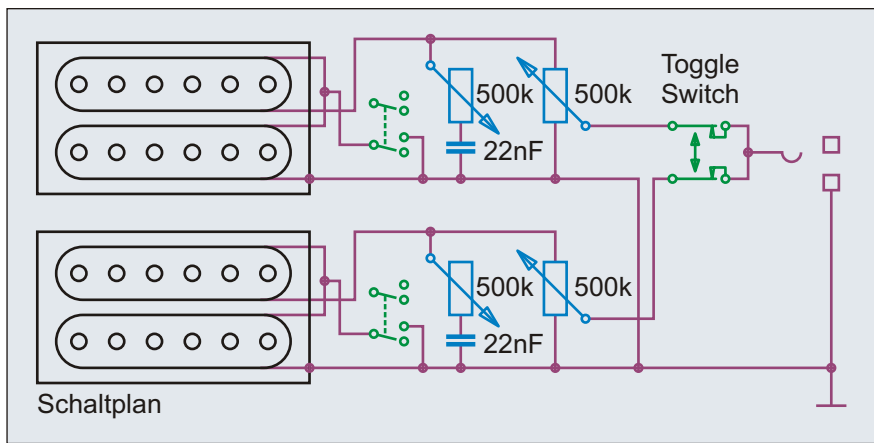 Toggle
Switch
500k 500k
22nF
500k 500k
22nF
Schaltplan